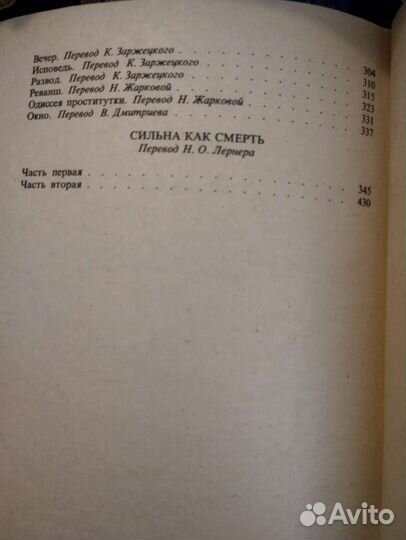 Вечер. Перевод К. Заржецкого . . . . . . . . . . 304
Исповедь. Перевод К. Заржецкого . . . . . . . . . . 310
Развод. Перевод К. Заржецкого . . . . . . . . . . 315
Реванш. Перевод Н. Жарковой . . . . . . . . . . 323
Одиссея проститутки. Перевод Н. Жарковой . . . . . . 331
Окно. Перевод В. Дмитриева . . . . . . . . . . 337
СИЛЬНА КАК СМЕРТЬ
Перевод Н. О. Лернера
Часть первая . . . . . . . . . . . . . . 345
Часть вторая . . . . . . . . . . . . . . 430
Avito